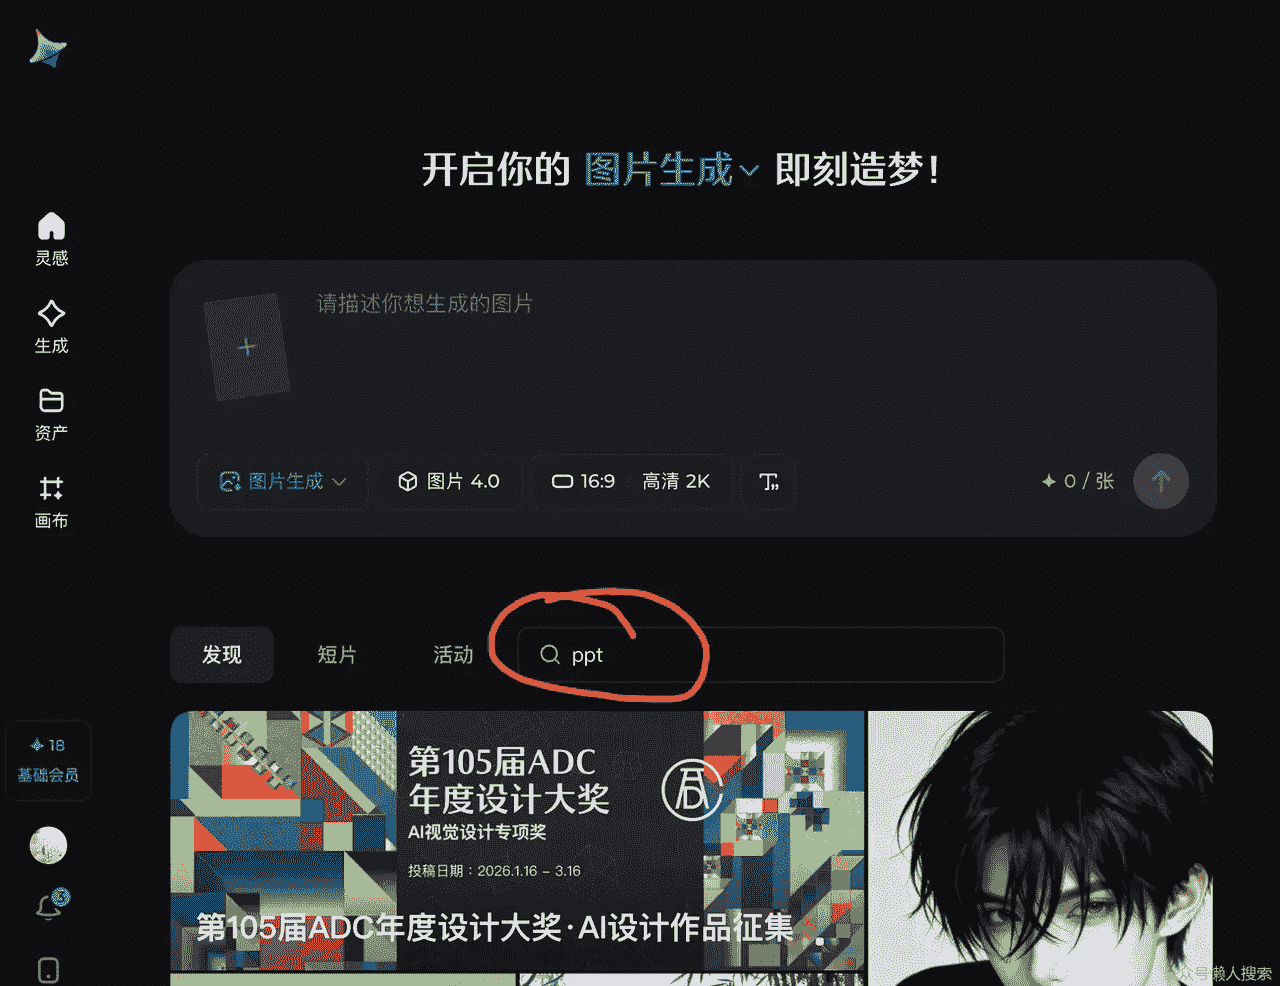 开启你的 图片生成 即刻造梦！
灵感
生成
资产
画布
请描述你想生成的图片
图片生成
图片 4.0
16:9
高清 2K
0 / 张
发现
短片
活动
ppt
18
基础会员
第105届ADC
年度设计大奖
AI视觉设计专项奖
投稿日期：2026.1.16 – 3.16
第105届ADC年度设计大奖·AI设计作品征集
懒人搜索